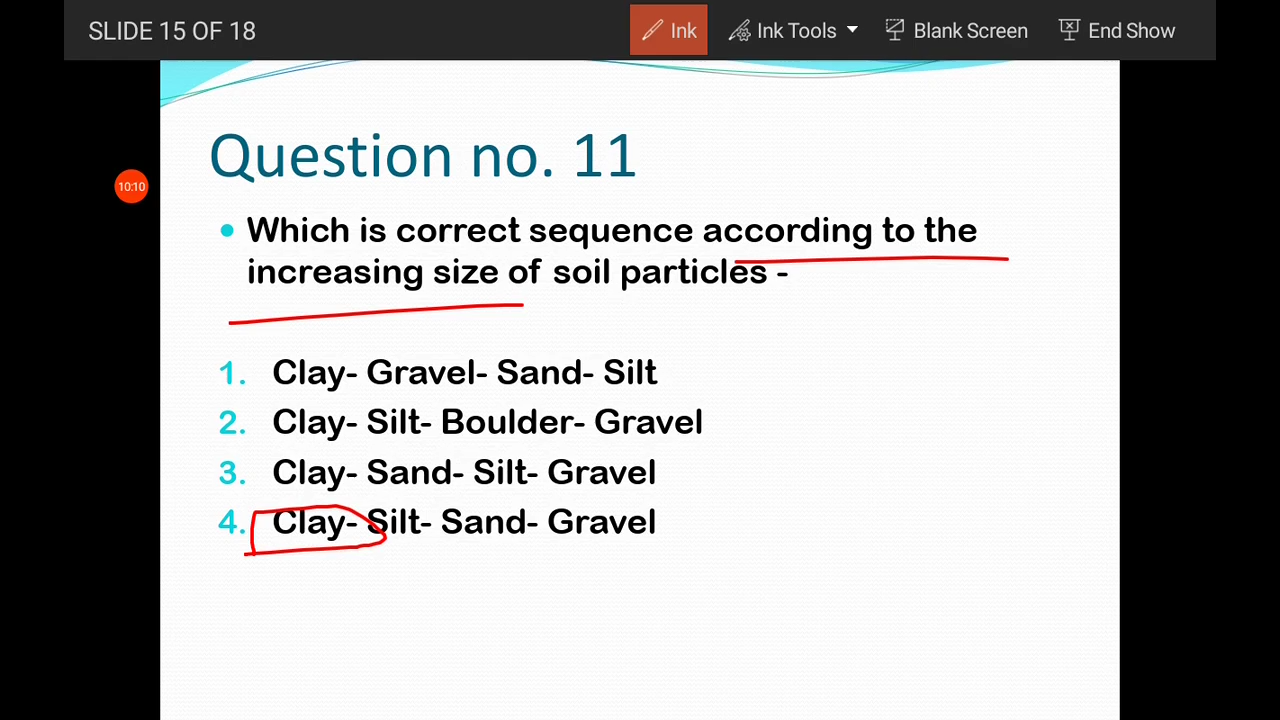 SLIDE 15 OF 18
Ink
Ink Tools
Blank Screen
End Show
Question no. 11
10:10
• Which is correct sequence according to the
increasing size of soil particles -
1. Clay- Gravel- Sand- Silt
2. Clay- Silt- Boulder- Gravel
3. Clay- Sand- Silt- Gravel
4. Clay- Silt- Sand- Gravel